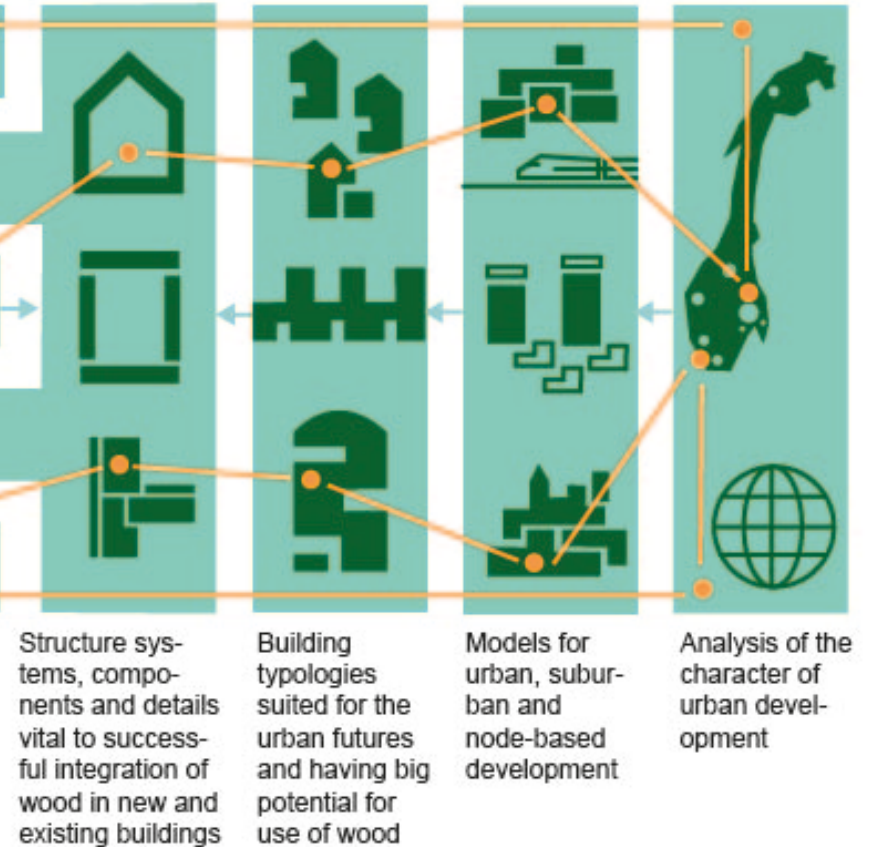 Structure sys-
tems, compo-
nents and details
vital to success-
ful integration of
wood in new and
existing buildings
Building
typologies
suited for the
urban futures
and having big
potential for
use of wood
Models for
urban, subur-
ban and
node-based
development
Analysis of the
character of
urban devel-
opment